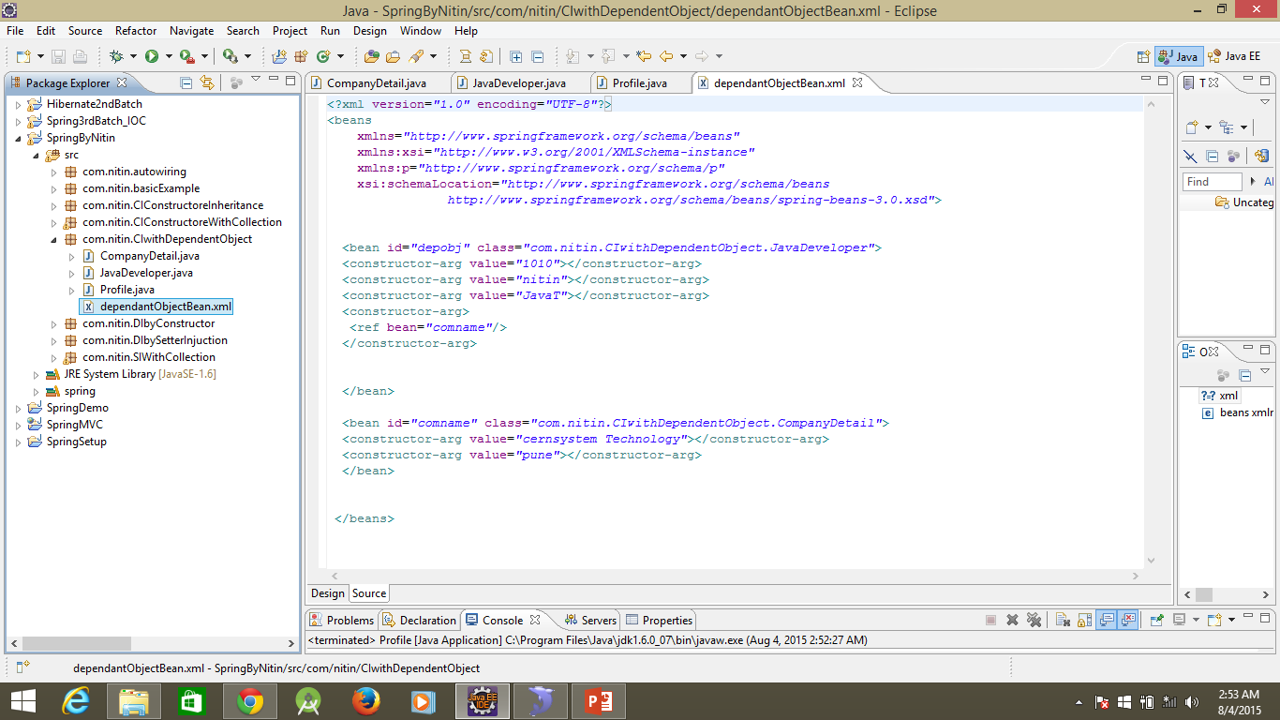 Java - SpringByNitin/src/com/nitin/CIwithDependentObject/dependantObjectBean.xml - Eclipse
File Edit Source Refactor Navigate Search Project Run Design Window Help
Java Java EE
Package Explorer
Hibernate2ndBatch
Spring3rdBatch_IOC
SpringByNitin
src
com.nitin.autowiring
com.nitin.basicExample
com.nitin.CIConstructoreInheritance
com.nitin.CIConstructoreWithCollection
com.nitin.CIwithDependentObject
CompanyDetail.java
JavaDeveloper.java
Profile.java
dependantObjectBean.xml
com.nitin.DIbyConstructor
com.nitin.DIbySetterInjuction
com.nitin.SIWithCollection
JRE System Library [JavaSE-1.6]
spring
SpringDemo
SpringMVC
SpringSetup
CompanyDetail.java JavaDeveloper.java Profile.java dependantObjectBean.xml
<?xml version="1.0" encoding="UTF-8"?>
<beans
xmlns="http://www.springframework.org/schema/beans"
xmlns:xsi="http://www.w3.org/2001/XMLSchema-instance"
xmlns:p="http://www.springframework.org/schema/p"
xsi:schemaLocation="http://www.springframework.org/schema/beans
http://www.springframework.org/schema/beans/spring-beans-3.0.xsd">
<bean id="depobj" class="com.nitin.CIwithDependentObject.JavaDeveloper">
<constructor-arg value="1010"></constructor-arg>
<constructor-arg value="nitin"></constructor-arg>
<constructor-arg value="JavaT"></constructor-arg>
<constructor-arg>
<ref bean="comname"/>
</constructor-arg>
</bean>
<bean id="comname" class="com.nitin.CIwithDependentObject.CompanyDetail">
<constructor-arg value="cernsystem Technology"></constructor-arg>
<constructor-arg value="pune"></constructor-arg>
</bean>
</beans>
Design Source
T
Find Al
Uncateg
O
xml
beans xmlr
Problems Declaration Console Servers Properties
<terminated> Profile [Java Application] C:\Program Files\Java\jdk1.6.0_07\bin\javaw.exe (Aug 4, 2015 2:52:27 AM)
dependantObjectBean.xml - SpringByNitin/src/com/nitin/CIwithDependentObject
Java EE
IDE
2:53 AM
8/4/2015